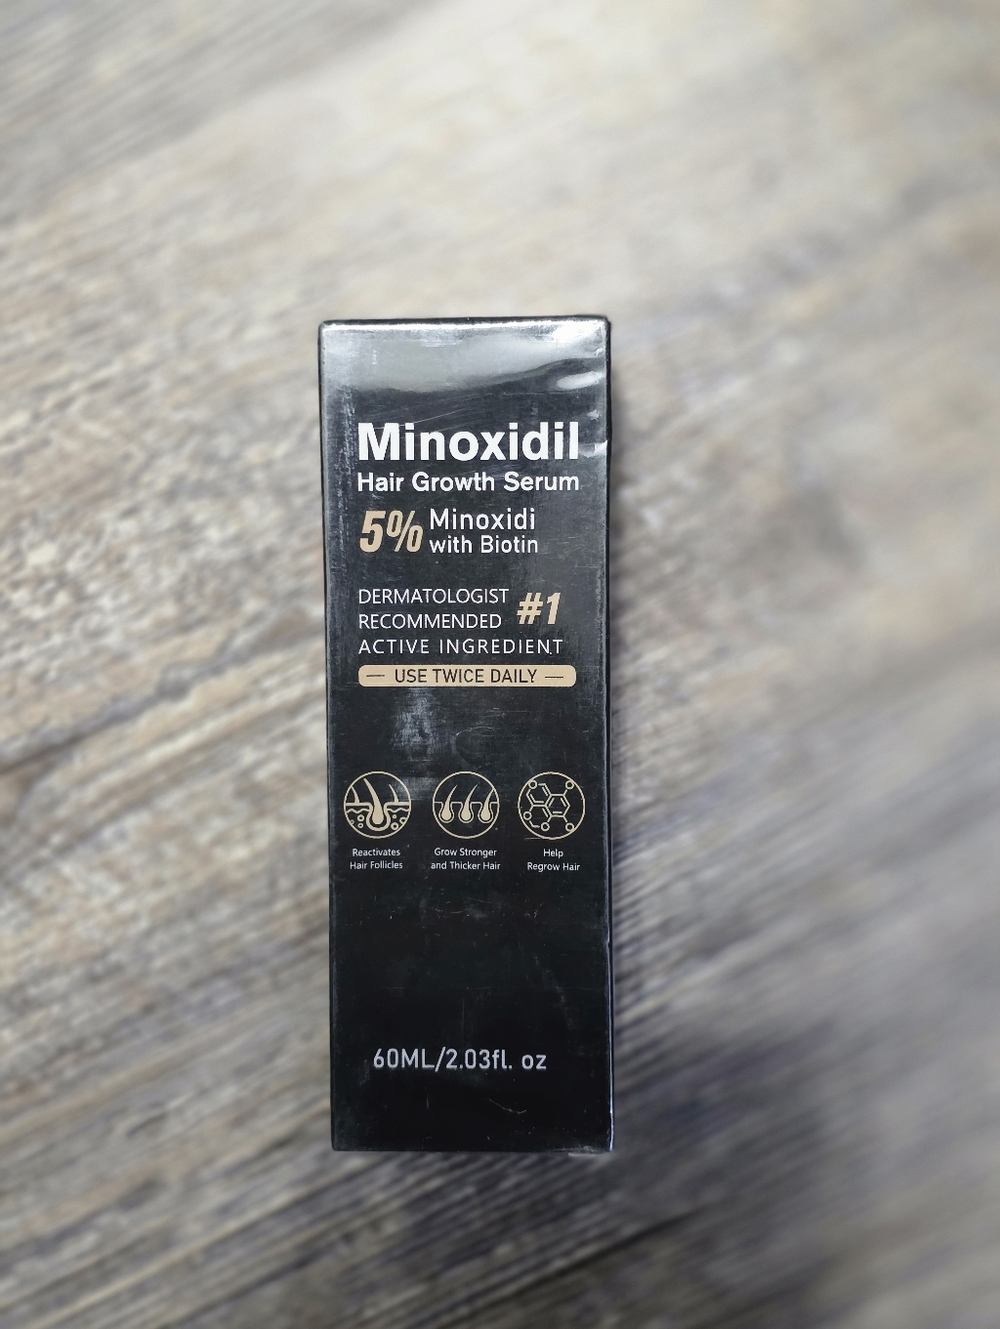 Minoxidil
Hair Growth Serum
5% Minoxidi
with Biotin
DERMATOLOGIST
RECOMMENDED #1
ACTIVE INGREDIENT
— USE TWICE DAILY —
Reactivates
Hair Follicles
Grow Stronger
and Thicker Hair
Help
Regrow Hair
60ML/2.03fl. oz